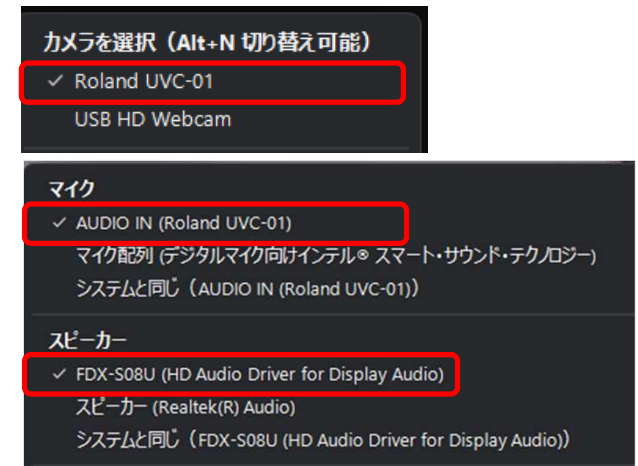 カメラを選択（Alt+N 切り替え可能）
✓ Roland UVC-01
USB HD Webcam
マイク
✓ AUDIO IN (Roland UVC-01)
マイク配列 (デジタルマイク向けインテル® スマート・サウンド・テクノロジー)
システムと同じ（AUDIO IN (Roland UVC-01)）
スピーカー
✓ FDX-S08U (HD Audio Driver for Display Audio)
スピーカー (Realtek(R) Audio)
システムと同じ（FDX-S08U (HD Audio Driver for Display Audio)）